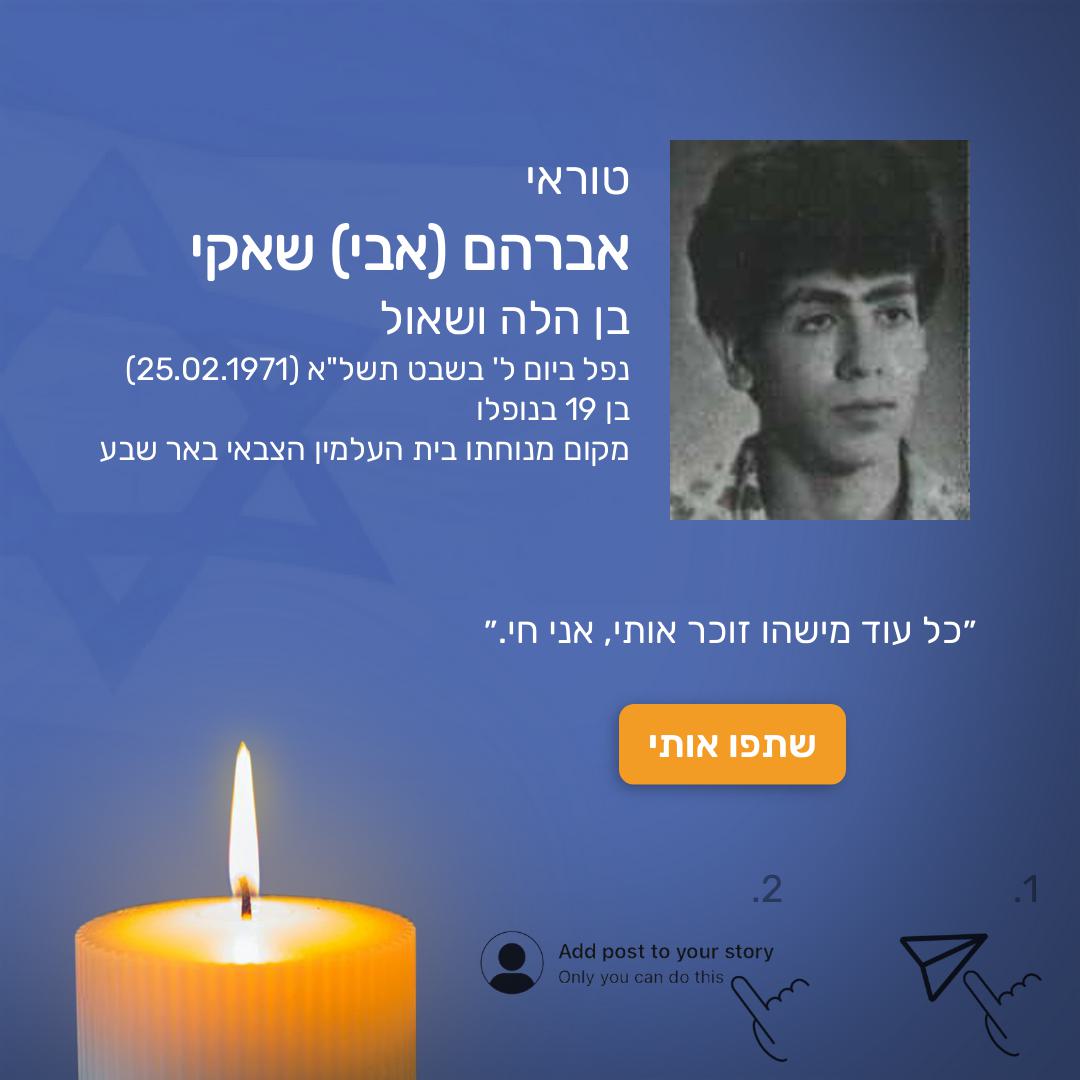 טוראי
אברהם (אבי) שאקי
בן הלה ושאול
נפל ביום ל' בשבט תשל"א (25.02.1971)
בן 19 בנופלו
מקום מנוחתו בית העלמין הצבאי באר שבע
״כל עוד מישהו זוכר אותי, אני חי.״
שתפו אותי
1.
2.
Add post to your story
Only you can do this